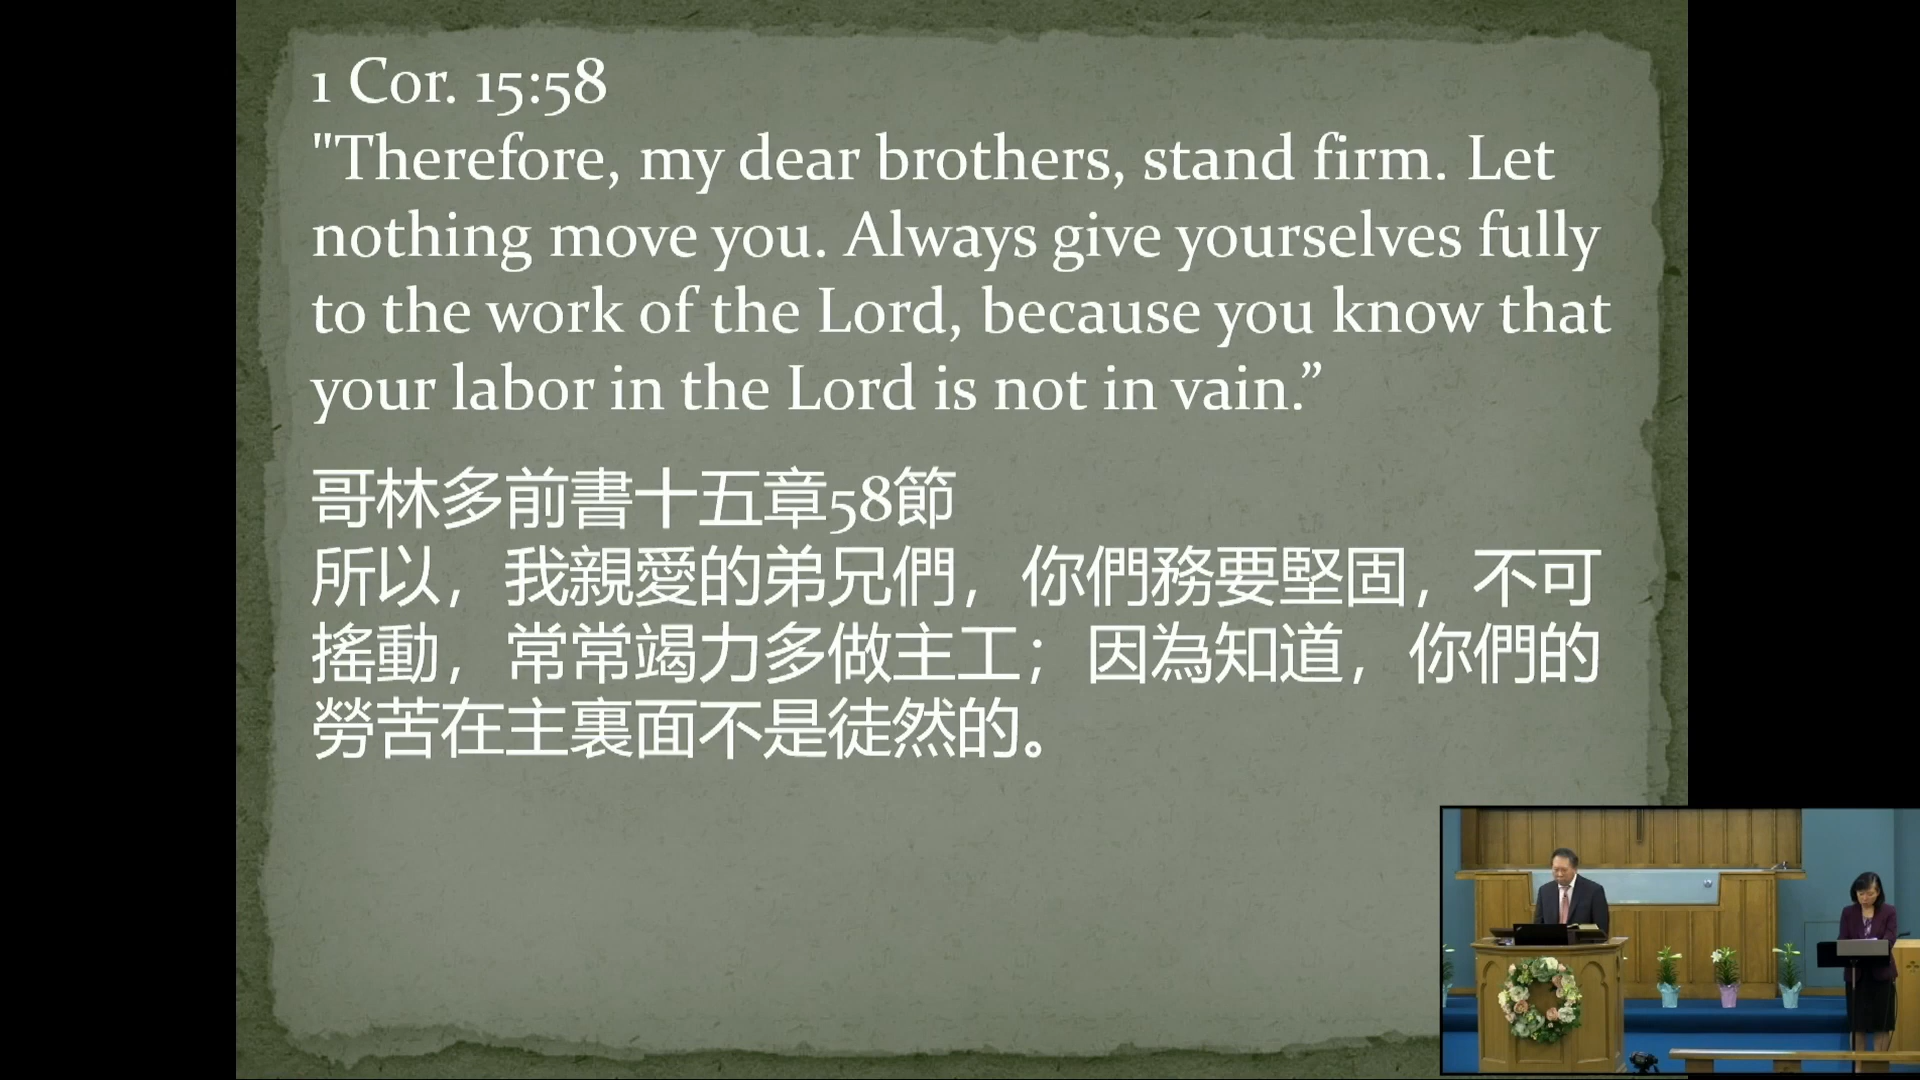 1 Cor. 15:58
"Therefore, my dear brothers, stand firm. Let
nothing move you. Always give yourselves fully
to the work of the Lord, because you know that
your labor in the Lord is not in vain.”
哥林多前書十五章58節
所以，我親愛的弟兄們，你們務要堅固，不可
搖動，常常竭力多做主工；因為知道，你們的
勞苦在主裏面不是徒然的。